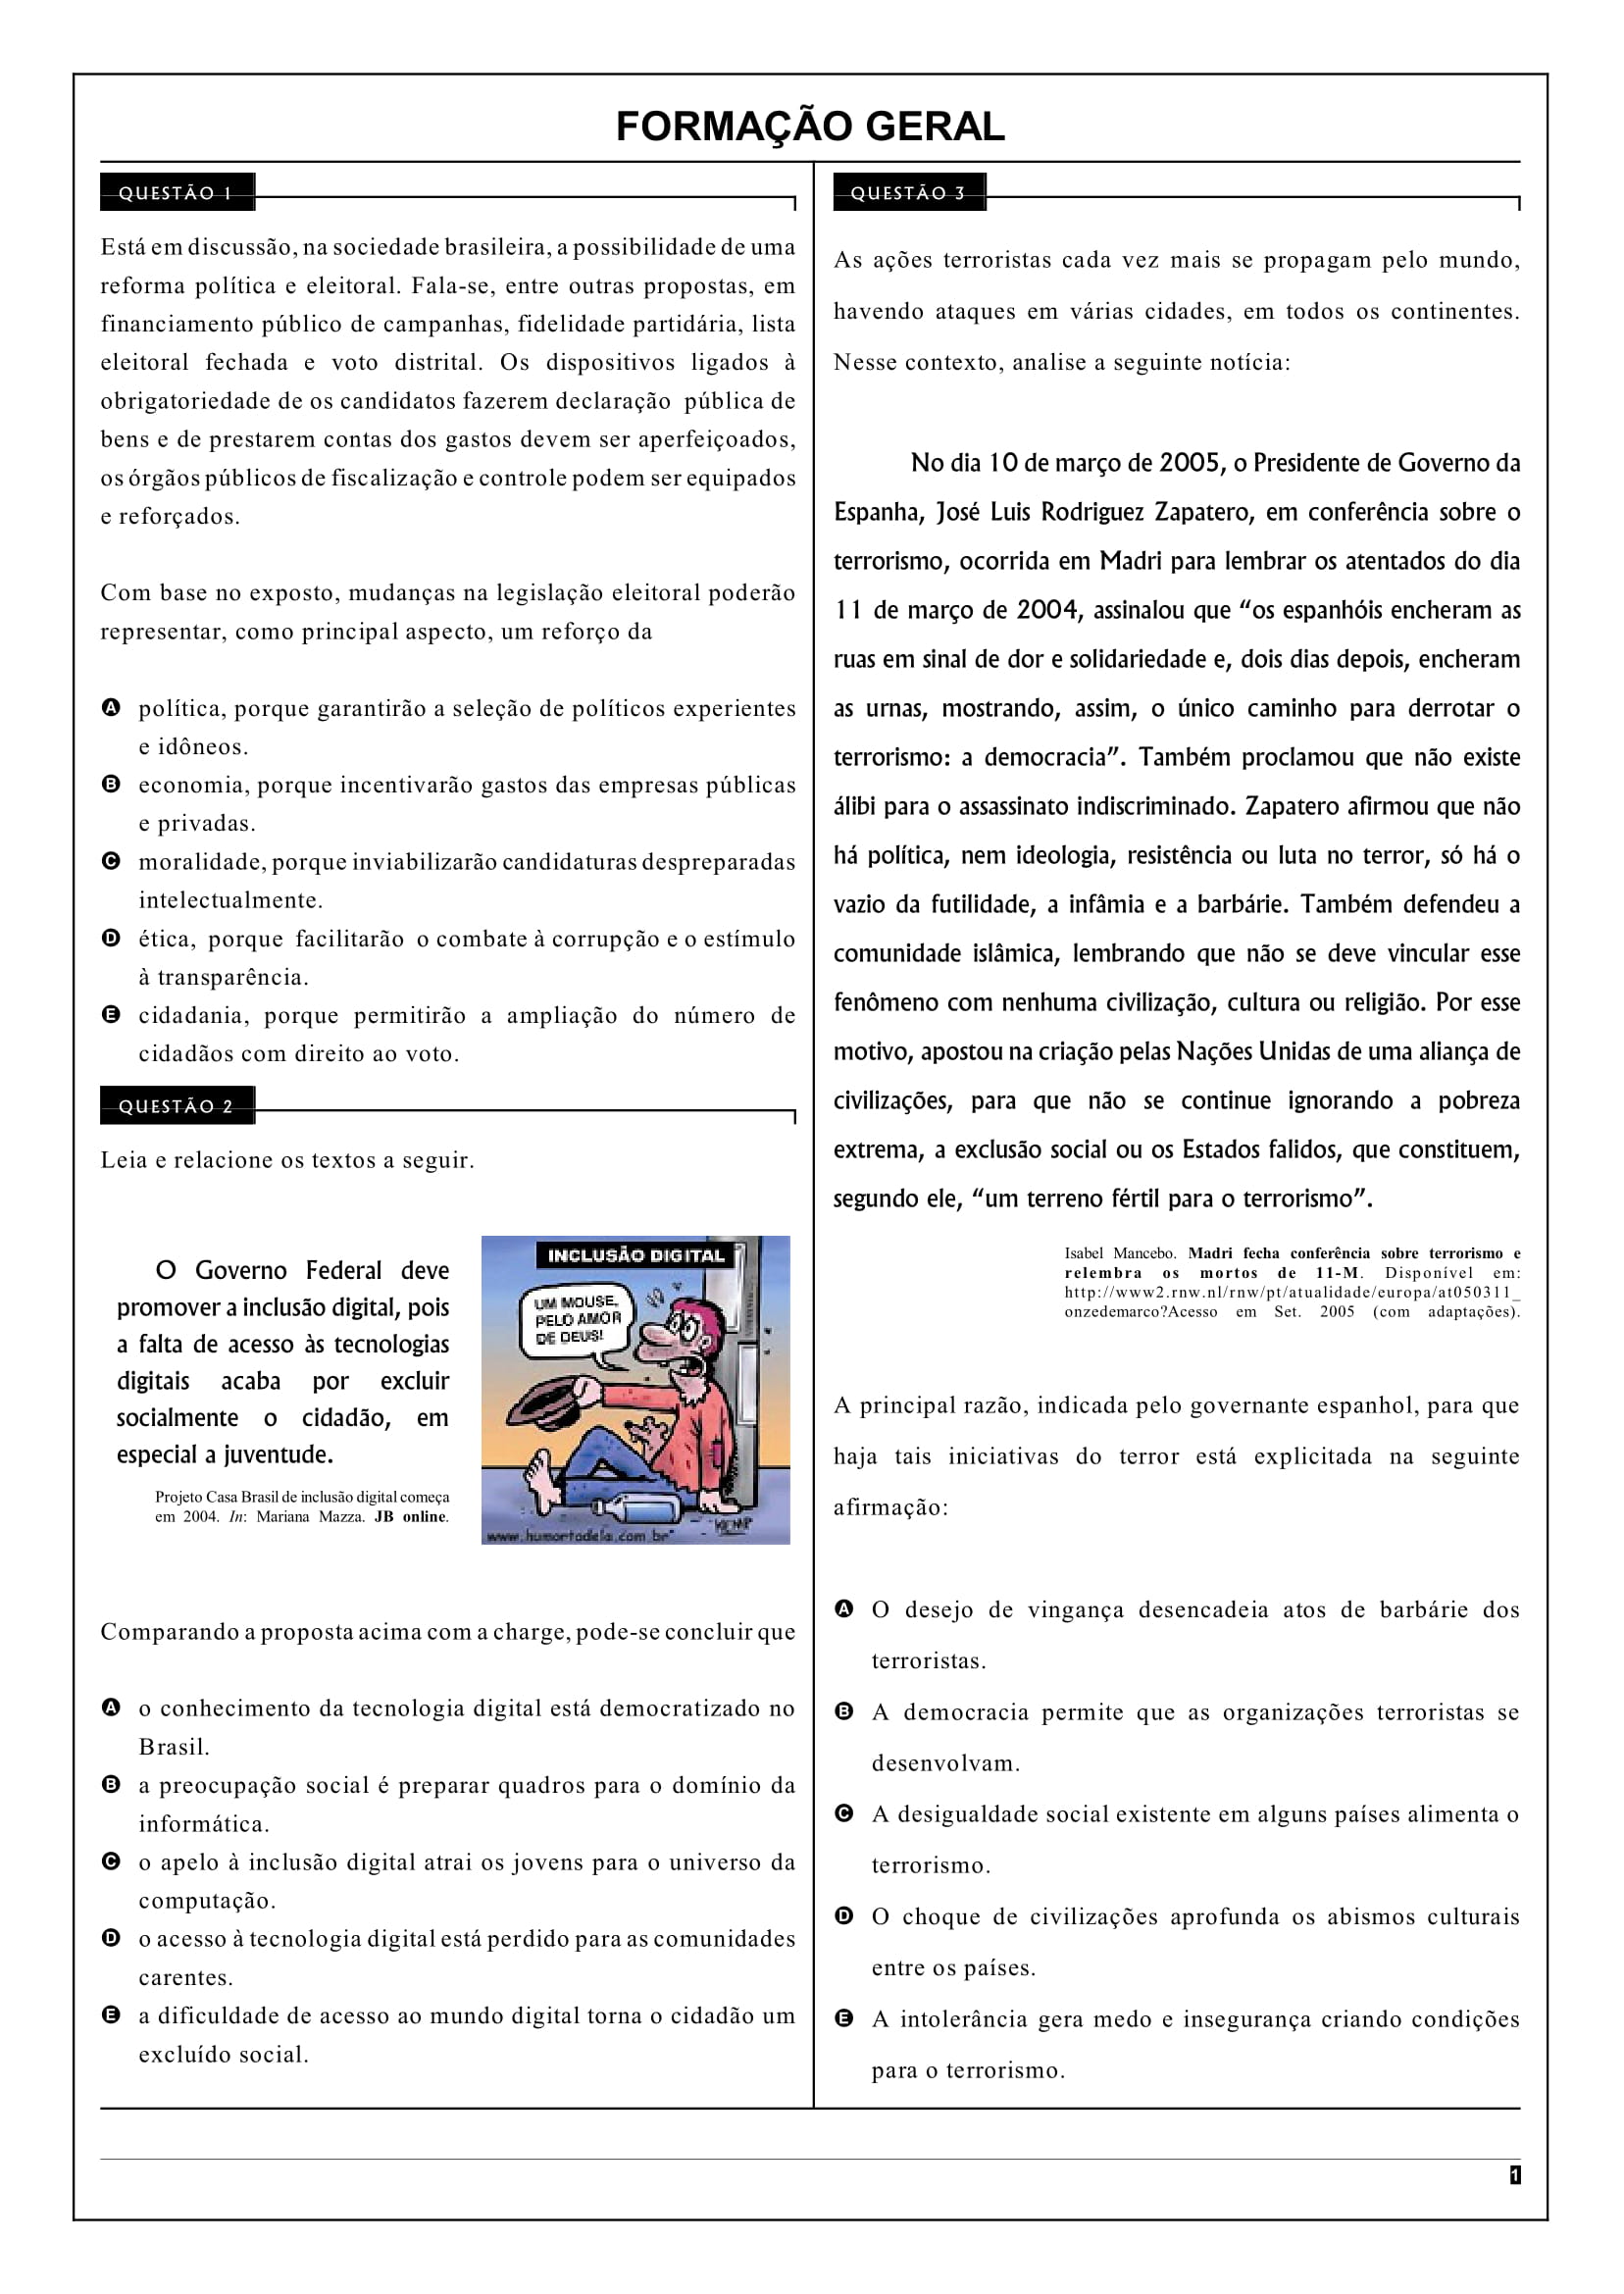 FORMAÇÃO GERAL
QUESTÃO 1
Está em discussão, na sociedade brasileira, a possibilidade de uma
reforma política e eleitoral. Fala-se, entre outras propostas, em
financiamento público de campanhas, fidelidade partidária, lista
eleitoral fechada e voto distrital. Os dispositivos ligados à
obrigatoriedade de os candidatos fazerem declaração pública de
bens e de prestarem contas dos gastos devem ser aperfeiçoados,
os órgãos públicos de fiscalização e controle podem ser equipados
e reforçados.
Com base no exposto, mudanças na legislação eleitoral poderão
representar, como principal aspecto, um reforço da
A política, porque garantirão a seleção de políticos experientes
e idôneos.
B economia, porque incentivarão gastos das empresas públicas
e privadas.
C moralidade, porque inviabilizarão candidaturas despreparadas
intelectualmente.
D ética, porque facilitarão o combate à corrupção e o estímulo
à transparência.
E cidadania, porque permitirão a ampliação do número de
cidadãos com direito ao voto.
QUESTÃO 2
Leia e relacione os textos a seguir.
O Governo Federal deve
promover a inclusão digital, pois
a falta de acesso às tecnologias
digitais acaba por excluir
socialmente o cidadão, em
especial a juventude.
Projeto Casa Brasil de inclusão digital começa
em 2004. In: Mariana Mazza. JB online.
INCLUSÃO DIGITAL
UM MOUSE,
PELO AMOR
DE DEUS!
www.humortadela.com.br
Comparando a proposta acima com a charge, pode-se concluir que
A o conhecimento da tecnologia digital está democratizado no
Brasil.
B a preocupação social é preparar quadros para o domínio da
informática.
C o apelo à inclusão digital atrai os jovens para o universo da
computação.
D o acesso à tecnologia digital está perdido para as comunidades
carentes.
E a dificuldade de acesso ao mundo digital torna o cidadão um
excluído social.
QUESTÃO 3
As ações terroristas cada vez mais se propagam pelo mundo,
havendo ataques em várias cidades, em todos os continentes.
Nesse contexto, analise a seguinte notícia:
No dia 10 de março de 2005, o Presidente de Governo da
Espanha, José Luis Rodriguez Zapatero, em conferência sobre o
terrorismo, ocorrida em Madri para lembrar os atentados do dia
11 de março de 2004, assinalou que “os espanhóis encheram as
ruas em sinal de dor e solidariedade e, dois dias depois, encheram
as urnas, mostrando, assim, o único caminho para derrotar o
terrorismo: a democracia”. Também proclamou que não existe
álibi para o assassinato indiscriminado. Zapatero afirmou que não
há política, nem ideologia, resistência ou luta no terror, só há o
vazio da futilidade, a infâmia e a barbárie. Também defendeu a
comunidade islâmica, lembrando que não se deve vincular esse
fenômeno com nenhuma civilização, cultura ou religião. Por esse
motivo, apostou na criação pelas Nações Unidas de uma aliança de
civilizações, para que não se continue ignorando a pobreza
extrema, a exclusão social ou os Estados falidos, que constituem,
segundo ele, “um terreno fértil para o terrorismo”.
Isabel Mancebo. Madri fecha conferência sobre terrorismo e
relembra os mortos de 11-M. Disponível em:
http://www2.rnw.nl/rnw/pt/atualidade/europa/at050311_
onzedemarco?Acesso em Set. 2005 (com adaptações).
A principal razão, indicada pelo governante espanhol, para que
haja tais iniciativas do terror está explicitada na seguinte
afirmação:
A O desejo de vingança desencadeia atos de barbárie dos
terroristas.
B A democracia permite que as organizações terroristas se
desenvolvam.
C A desigualdade social existente em alguns países alimenta o
terrorismo.
D O choque de civilizações aprofunda os abismos culturais
entre os países.
E A intolerância gera medo e insegurança criando condições
para o terrorismo.
1